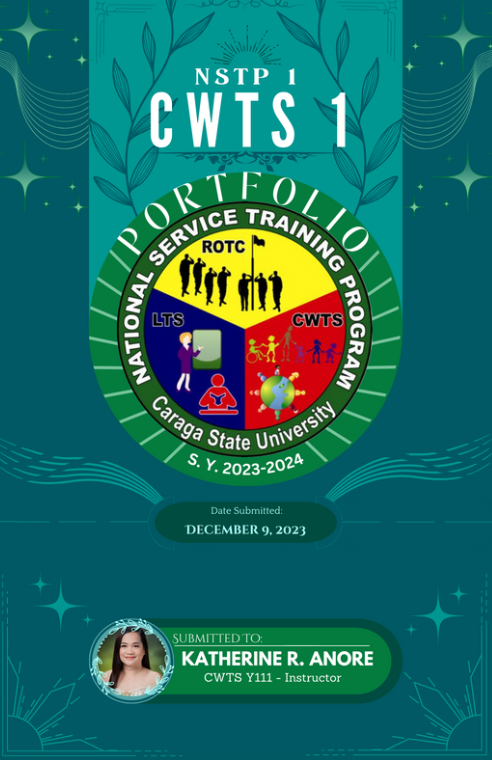 NSTP 1
CWTS 1
PORTFOLIO
NATIONAL SERVICE TRAINING PROGRAM
ROTC
LTS
CWTS
Caraga State University
S. Y. 2023-2024
Date Submitted:
DECEMBER 9, 2023
SUBMITTED TO:
KATHERINE R. ANORE
CWTS Y111 - Instructor